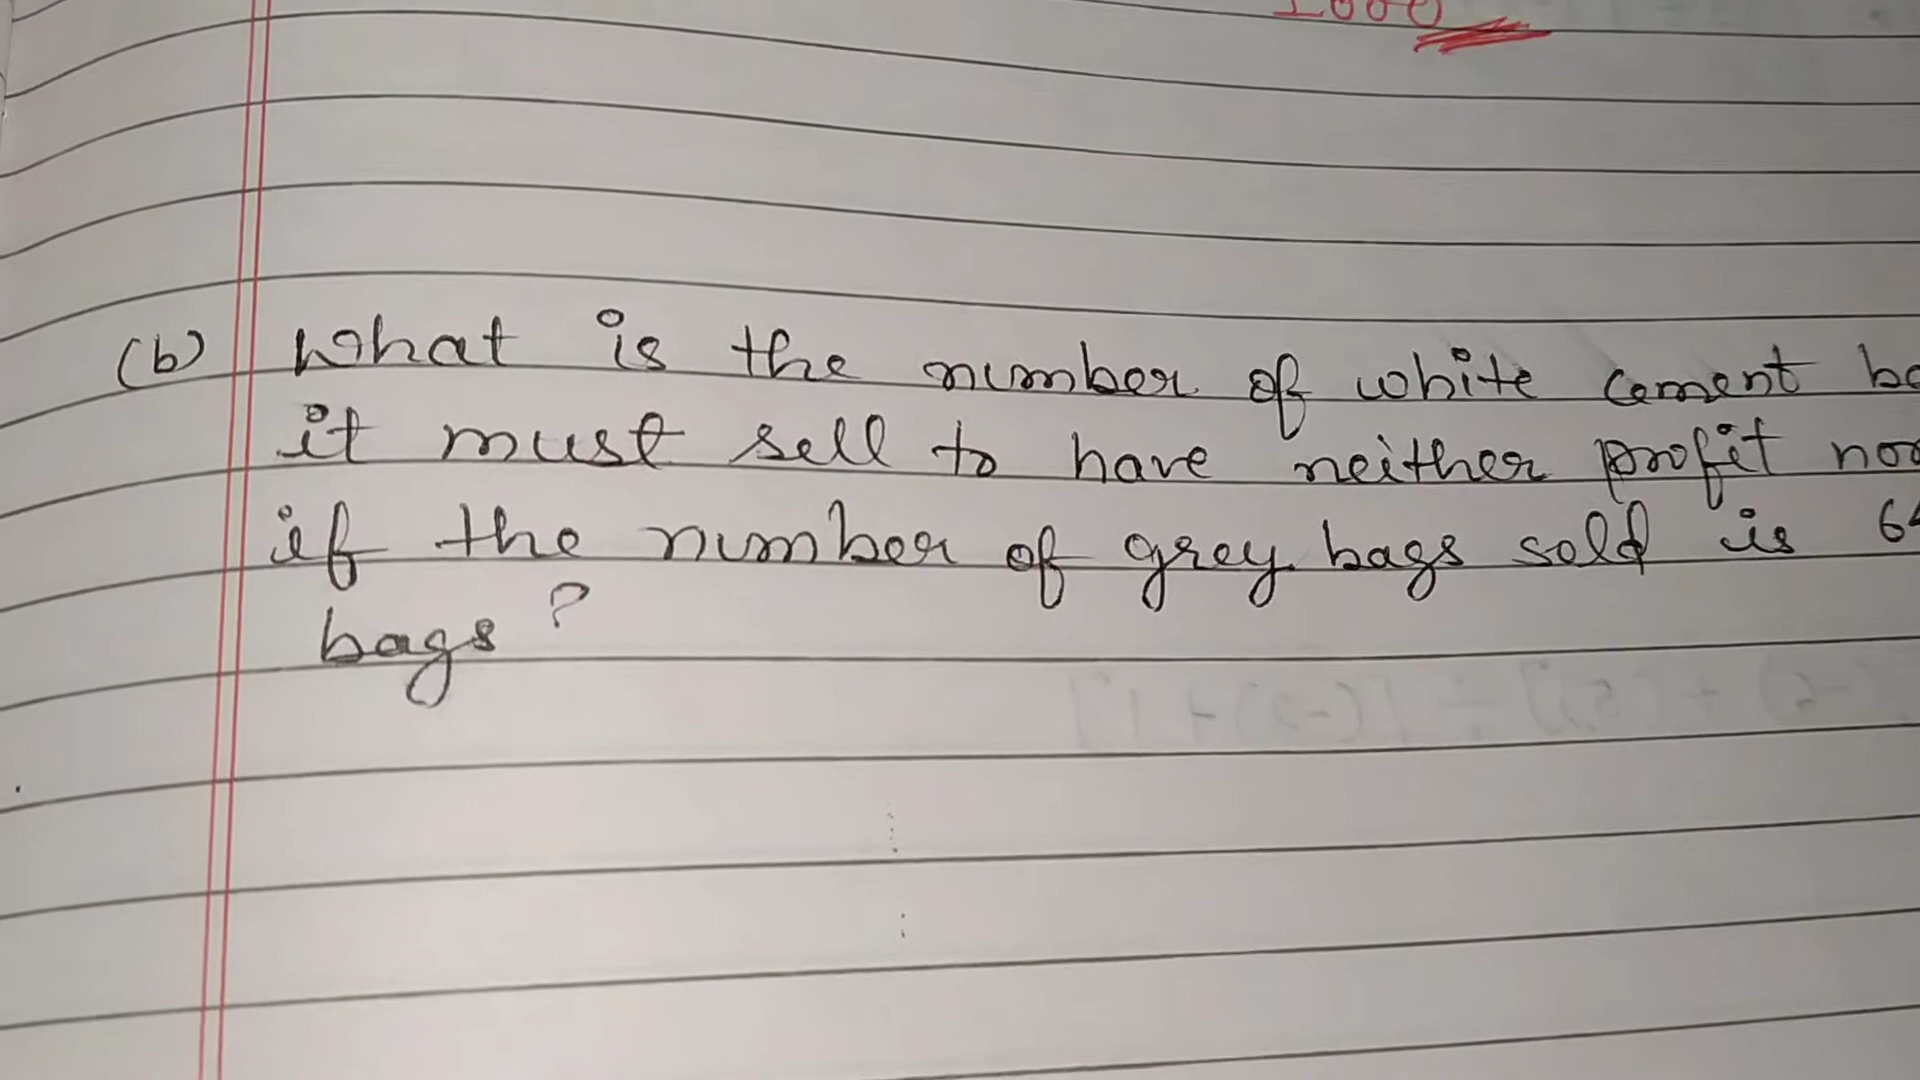 1000
(b) What is the number of white cement
it must sell to have neither profit
if the number of grey bags sold is
bags?